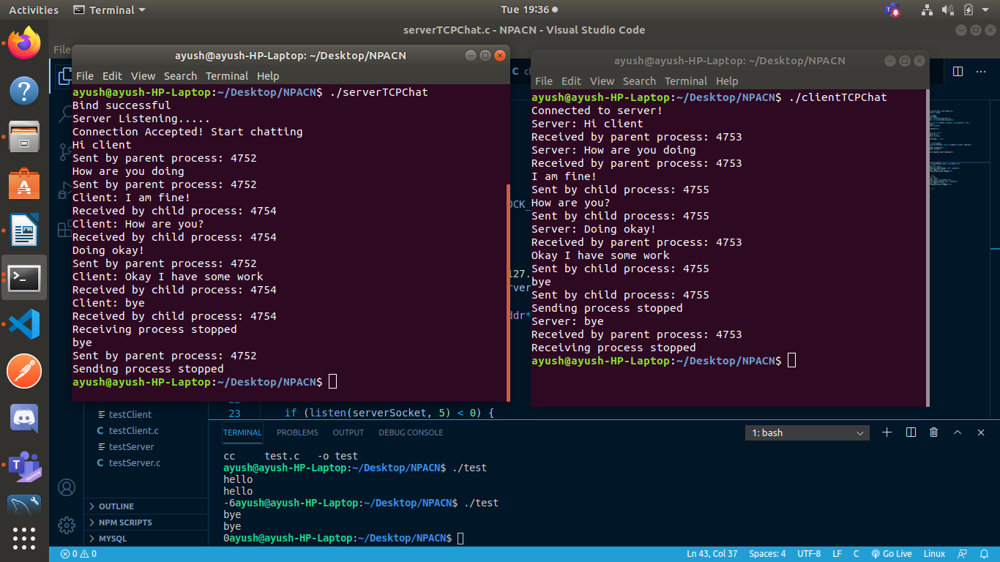 Activities
Terminal
Tue 19:36
serverTCPChat.c - NPACN - Visual Studio Code
File
ayush@ayush-HP-Laptop: ~/Desktop/NPACN
File Edit View Search Terminal Help
ayush@ayush-HP-Laptop:~/Desktop/NPACN$ ./serverTCPChat
Bind successful
Server Listening.....
Connection Accepted! Start chatting
Hi client
Sent by parent process: 4752
How are you doing
Sent by parent process: 4752
Client: I am fine!
Received by child process: 4754
Client: How are you?
Received by child process: 4754
Doing okay!
Sent by parent process: 4752
Client: Okay I have some work
Received by child process: 4754
Client: bye
Received by child process: 4754
Receiving process stopped
bye
Sent by parent process: 4752
Sending process stopped
ayush@ayush-HP-Laptop:~/Desktop/NPACN$
C cl
OCK_
127.
rver
ddr*
ayush@ayush-HP-Laptop: ~/Desktop/NPACN
File Edit View Search Terminal Help
ayush@ayush-HP-Laptop:~/Desktop/NPACN$ ./clientTCPChat
Connected to server!
Server: Hi client
Received by parent process: 4753
Server: How are you doing
Received by parent process: 4753
I am fine!
Sent by child process: 4755
How are you?
Sent by child process: 4755
Server: Doing okay!
Received by parent process: 4753
Okay I have some work
Sent by child process: 4755
bye
Sent by child process: 4755
Sending process stopped
Server: bye
Received by parent process: 4753
Receiving process stopped
ayush@ayush-HP-Laptop:~/Desktop/NPACN$
23 if (listen(serverSocket, 5) < 0) {
testClient
C testClient.c
testServer
C testServer.c
OUTLINE
NPM SCRIPTS
MYSQL
TERMINAL PROBLEMS OUTPUT DEBUG CONSOLE
1: bash
cc test.c -o test
ayush@ayush-HP-Laptop:~/Desktop/NPACN$ ./test
hello
hello
-6ayush@ayush-HP-Laptop:~/Desktop/NPACN$ ./test
bye
bye
0ayush@ayush-HP-Laptop:~/Desktop/NPACN$
PREVIEW
0 0
Ln 43, Col 37 Spaces: 4 UTF-8 LF C Go Live Linux